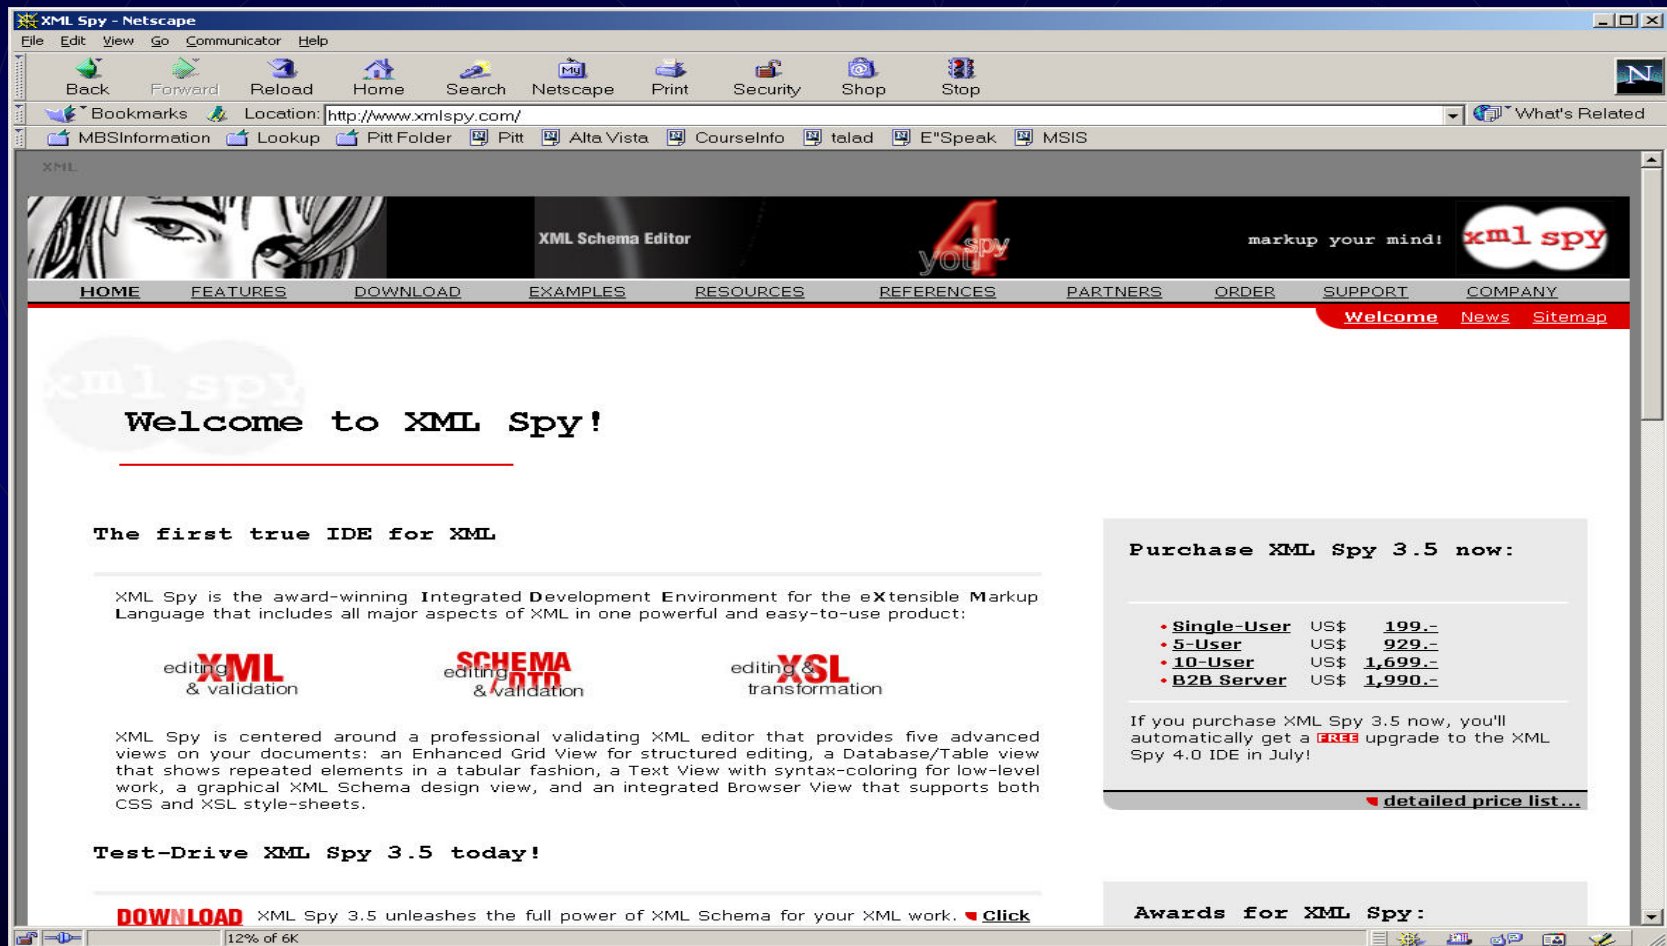 XML Spy - Netscape
File Edit View Go Communicator Help
Back Forward Reload Home Search Netscape Print Security Shop Stop
My
N
Bookmarks Location: http://www.xmlspy.com/ What's Related
MBSInformation Lookup Pitt Folder Pitt Alta Vista CourseInfo talad E"Speak MSIS
XML
XML Schema Editor
4 you spy
markup your mind!
xml spy
HOME FEATURES DOWNLOAD EXAMPLES RESOURCES REFERENCES PARTNERS ORDER SUPPORT COMPANY
Welcome News Sitemap
xml spy
Welcome to XML Spy!
The first true IDE for XML
XML Spy is the award-winning Integrated Development Environment for the eXtensible Markup
Language that includes all major aspects of XML in one powerful and easy-to-use product:
editing XML & validation
editing SCHEMA / DTD & validation
editing & XSL transformation
XML Spy is centered around a professional validating XML editor that provides five advanced
views on your documents: an Enhanced Grid View for structured editing, a Database/Table view
that shows repeated elements in a tabular fashion, a Text View with syntax-coloring for low-level
work, a graphical XML Schema design view, and an integrated Browser View that supports both
CSS and XSL style-sheets.
Test-Drive XML Spy 3.5 today!
DOWNLOAD XML Spy 3.5 unleashes the full power of XML Schema for your XML work. Click
Purchase XML Spy 3.5 now:
• Single-User US$ 199.-
• 5-User US$ 929.-
• 10-User US$ 1,699.-
• B2B Server US$ 1,990.-
If you purchase XML Spy 3.5 now, you'll
automatically get a FREE upgrade to the XML
Spy 4.0 IDE in July!
detailed price list...
Awards for XML Spy:
12% of 6K